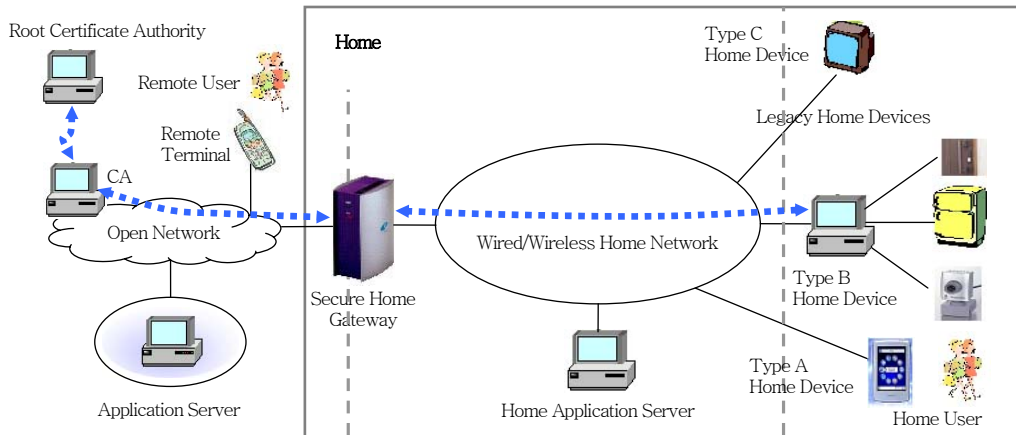 Root Certificate Authority
Home
Type C
Home Device
Remote User
Remote
Terminal
Legacy Home Devices
CA
Open Network
Wired/Wireless Home Network
Secure Home
Gateway
Type B
Home Device
Type A
Home Device
Application Server
Home Application Server
Home User